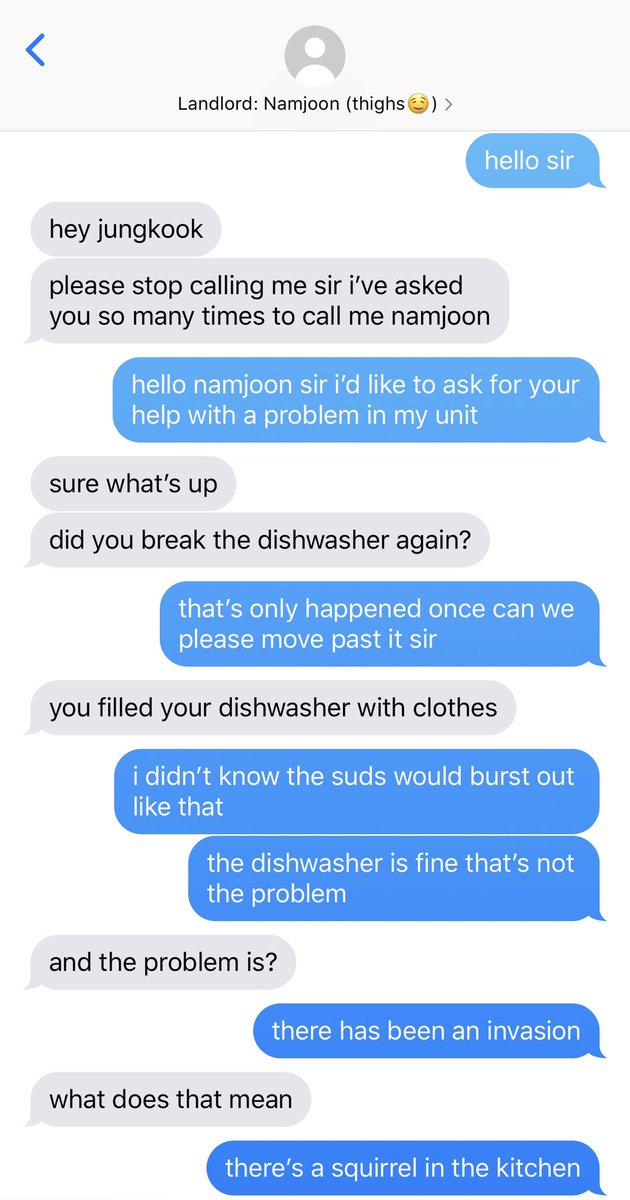 Landlord: Namjoon (thighs🤤)
hello sir
hey jungkook
please stop calling me sir i’ve asked
you so many times to call me namjoon
hello namjoon sir i’d like to ask for your
help with a problem in my unit
sure what’s up
did you break the dishwasher again?
that’s only happened once can we
please move past it sir
you filled your dishwasher with clothes
i didn’t know the suds would burst out
like that
the dishwasher is fine that’s not
the problem
and the problem is?
there has been an invasion
what does that mean
there’s a squirrel in the kitchen